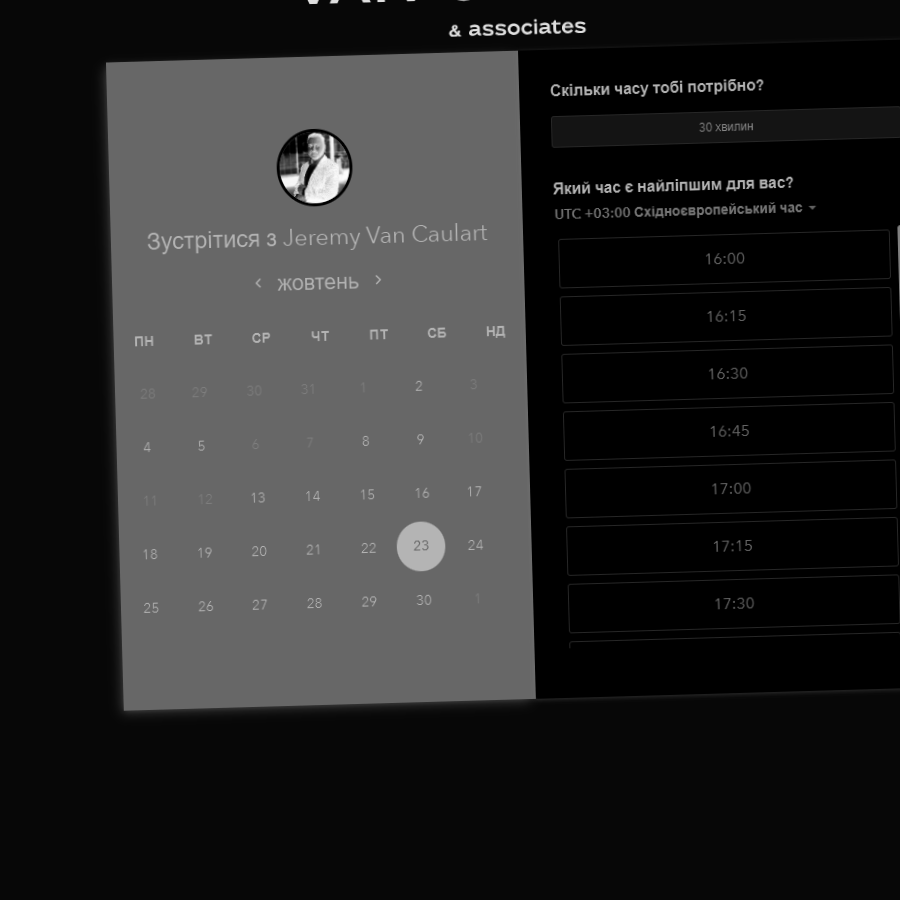 & associates
Зустрітися з Jeremy Van Caulart
жовтень
ПН ВТ СР ЧТ ПТ СБ НД
28 29 30 31 1 2 3
4 5 6 7 8 9 10
11 12 13 14 15 16 17
18 19 20 21 22 23 24
25 26 27 28 29 30 1
Скільки часу тобі потрібно?
30 хвилин
Який час є найліпшим для вас?
UTC +03:00 Східноєвропейський час
16:00
16:15
16:30
16:45
17:00
17:15
17:30